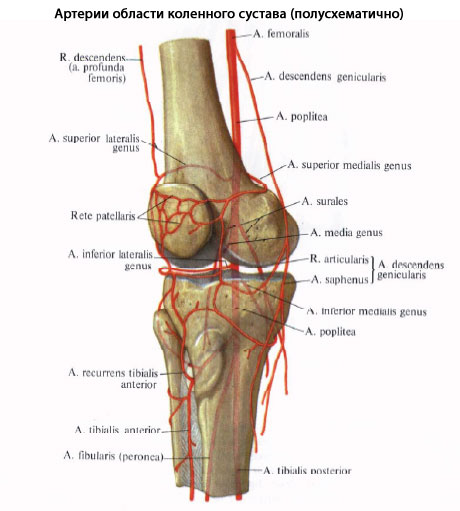 Артерии области коленного сустава (полусхематично)
A. femoralis
R. descendens
(a. profunda
femoris)
A. descendens genicularis
A. poplitea
A. superior lateralis
genus
A. superior medialis genus
A. surales
Rete patellaris
A. media genus
A. inferior lateralis
genus
R. articularis
A. saphenus
A. descendens
genicularis
A. inferior medialis genus
A. poplitea
A. recurrens tibialis
anterior
A. tibialis anterior
A. fibularis (peronea)
A. tibialis posterior